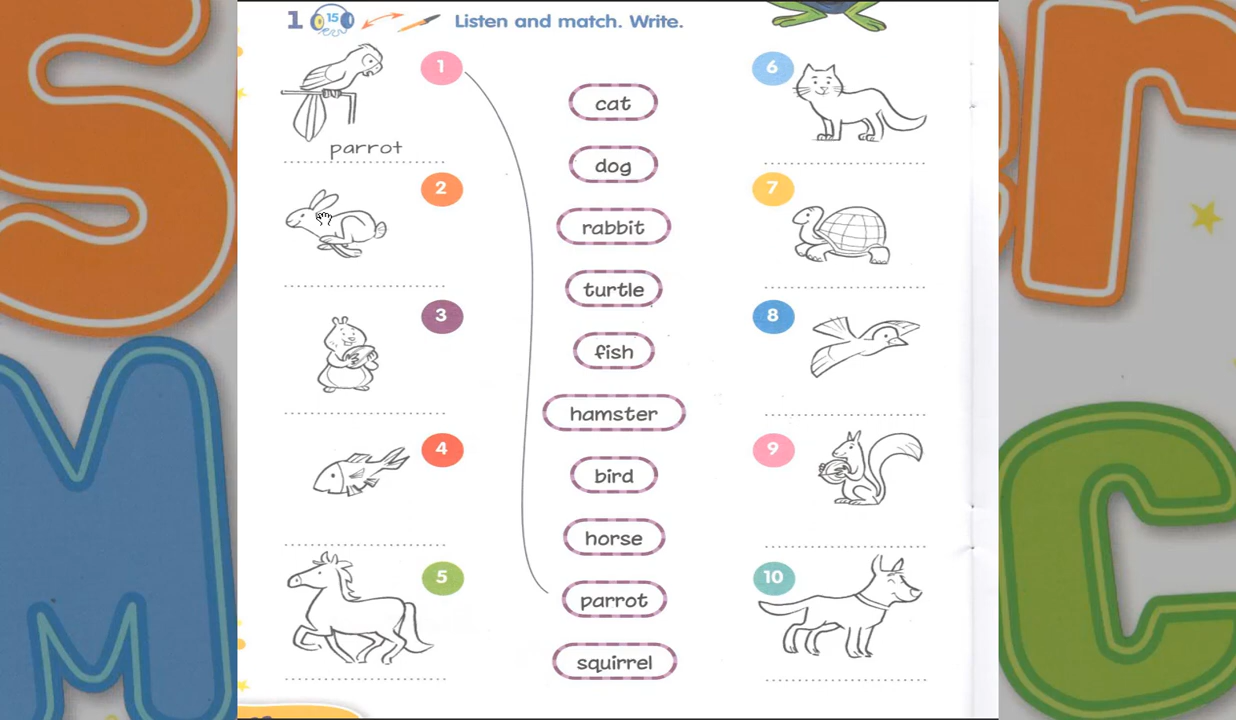 1 15 Listen and match. Write.
1
parrot
2
3
4
5
cat
dog
rabbit
turtle
fish
hamster
bird
horse
parrot
squirrel
6
7
8
9
10